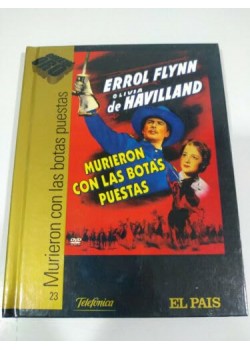 23 Murieron con las botas puestas
ERROL FLYNN
OLIVIA
de HAVILLAND
MURIERON
CON LAS BOTAS
PUESTAS
DVD
Telefónica
EL PAIS